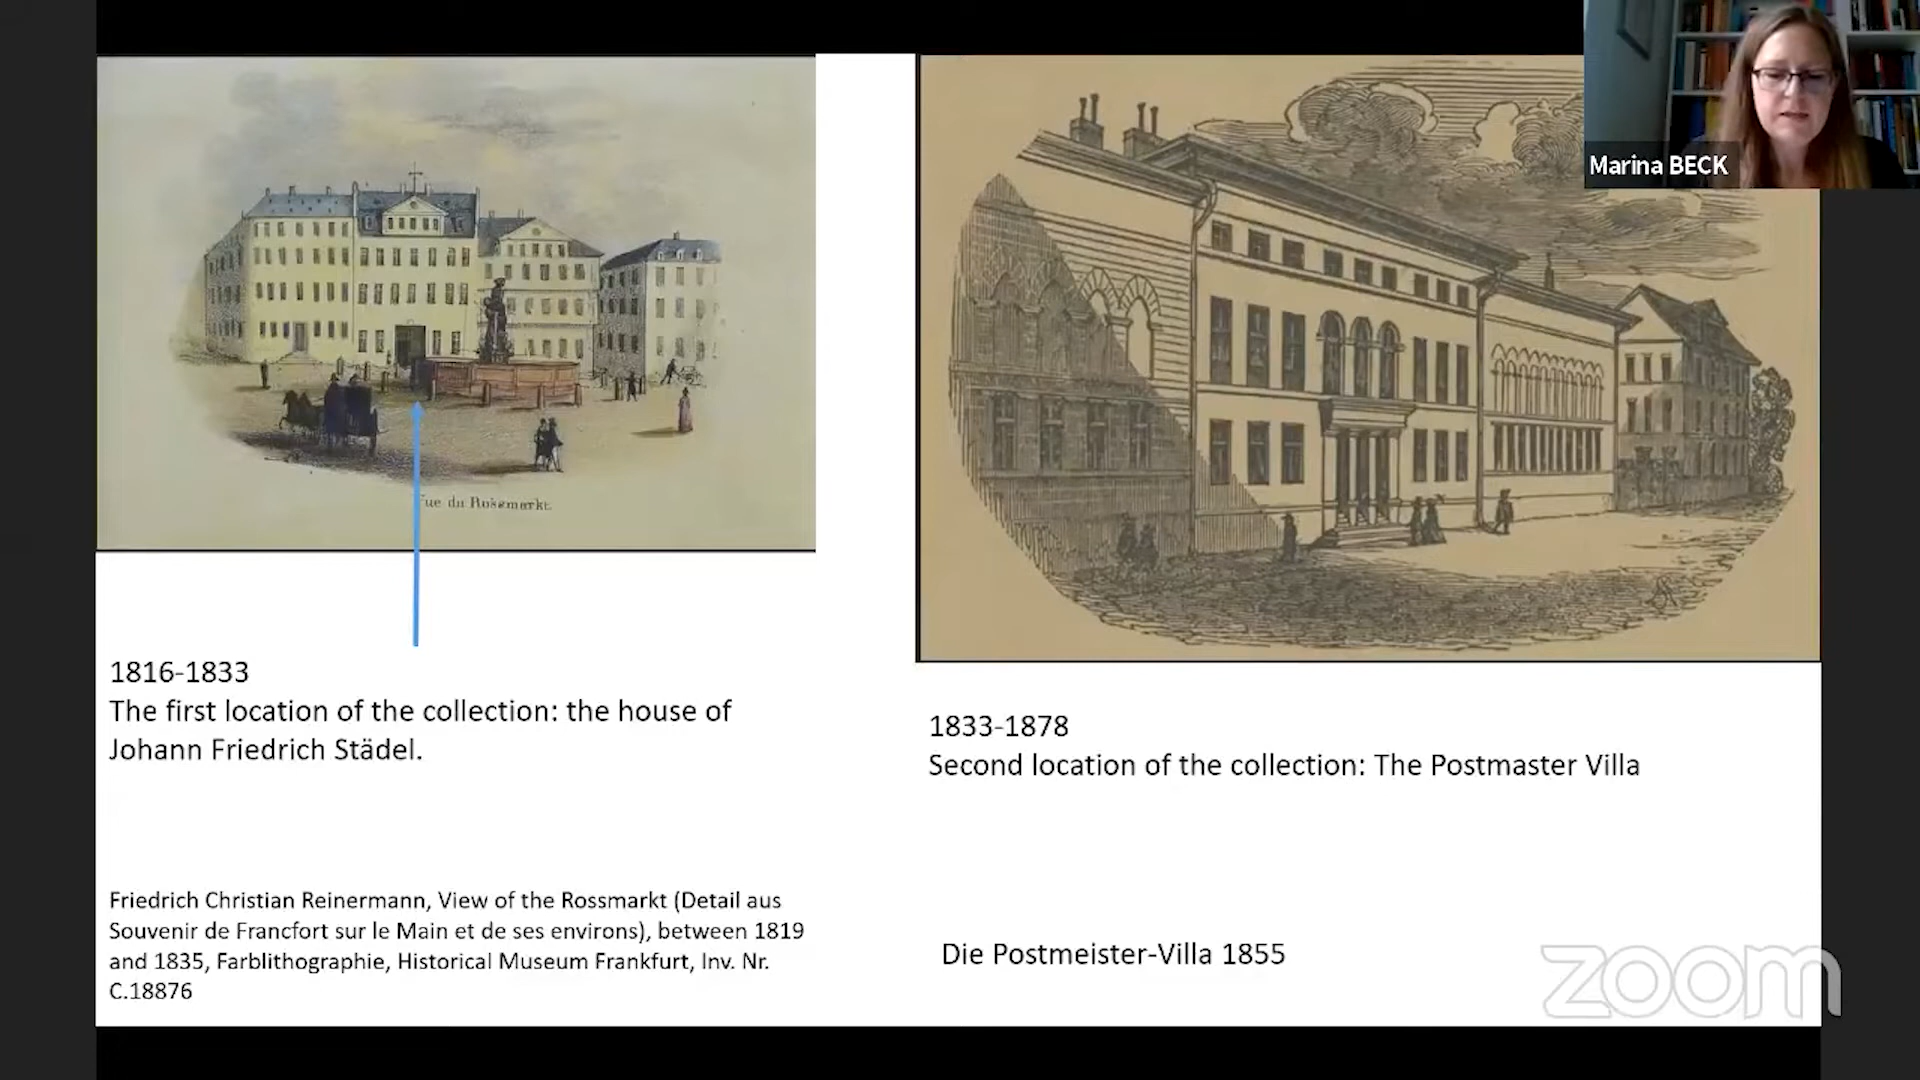 Marina BECK
ue du Rossmarkt.
1816-1833
The first location of the collection: the house of
Johann Friedrich Städel.
1833-1878
Second location of the collection: The Postmaster Villa
Friedrich Christian Reinermann, View of the Rossmarkt (Detail aus
Souvenir de Francfort sur le Main et de ses environs), between 1819
and 1835, Farblithographie, Historical Museum Frankfurt, Inv. Nr.
C.18876
Die Postmeister-Villa 1855
zoom